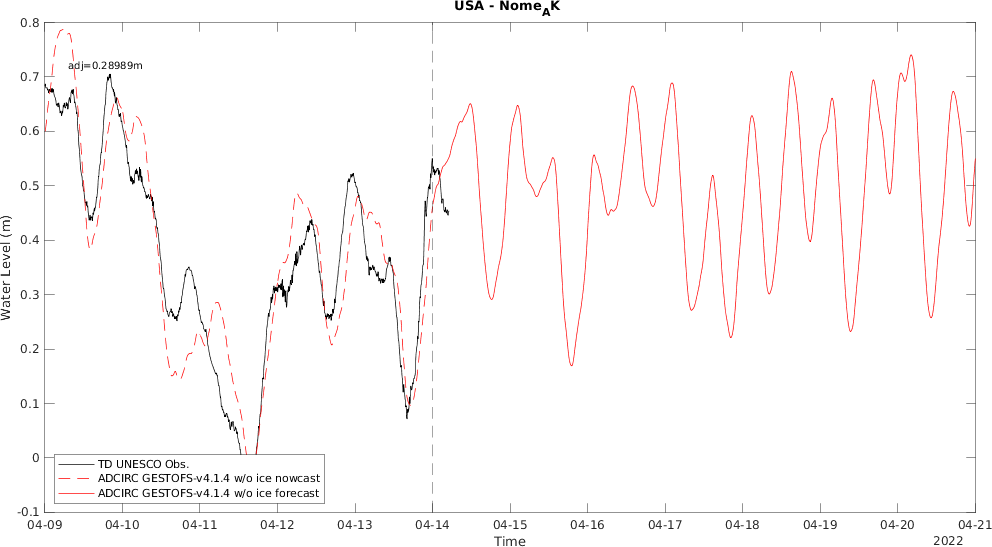 USA - Nome_AK
adj=0.28989m
0.8
0.7
0.6
0.5
0.4
0.3
0.2
0.1
0
-0.1
Water Level (m)
TD UNESCO Obs.
ADCIRC GESTOFS-v4.1.4 w/o ice nowcast
ADCIRC GESTOFS-v4.1.4 w/o ice forecast
04-09 04-10 04-11 04-12 04-13 04-14 04-15 04-16 04-17 04-18 04-19 04-20 04-21
Time
2022